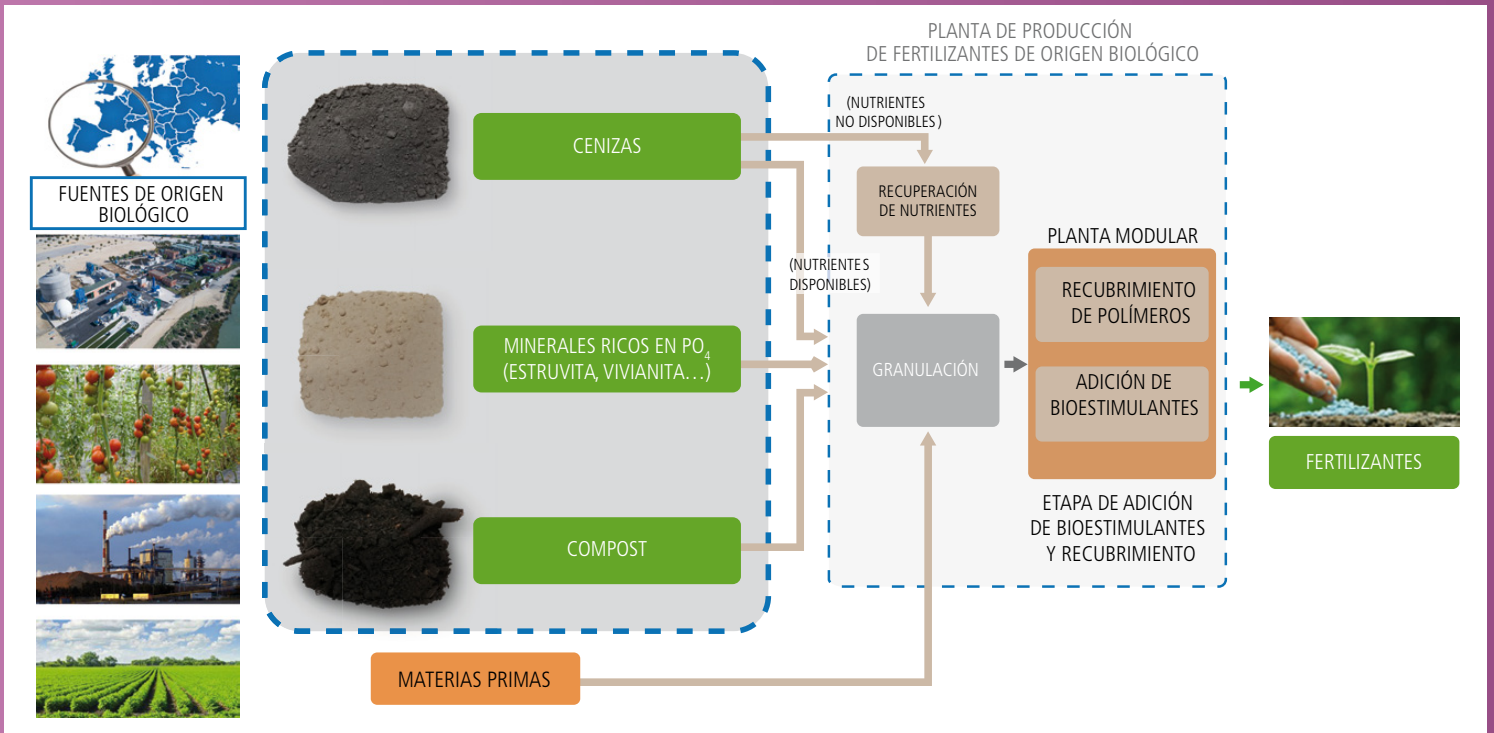 PLANTA DE PRODUCCIÓN
DE FERTILIZANTES DE ORIGEN BIOLÓGICO
FUENTES DE ORIGEN
BIOLÓGICO
CENIZAS
(NUTRIENTES
NO DISPONIBLES)
RECUPERACIÓN
DE NUTRIENTES
(NUTRIENTES
DISPONIBLES)
MINERALES RICOS EN PO₄
(ESTRUVITA, VIVIANITA…)
GRANULACIÓN
PLANTA MODULAR
RECUBRIMIENTO
DE POLÍMEROS
ADICIÓN DE
BIOESTIMULANTES
ETAPA DE ADICIÓN
DE BIOESTIMULANTES
Y RECUBRIMIENTO
FERTILIZANTES
COMPOST
MATERIAS PRIMAS